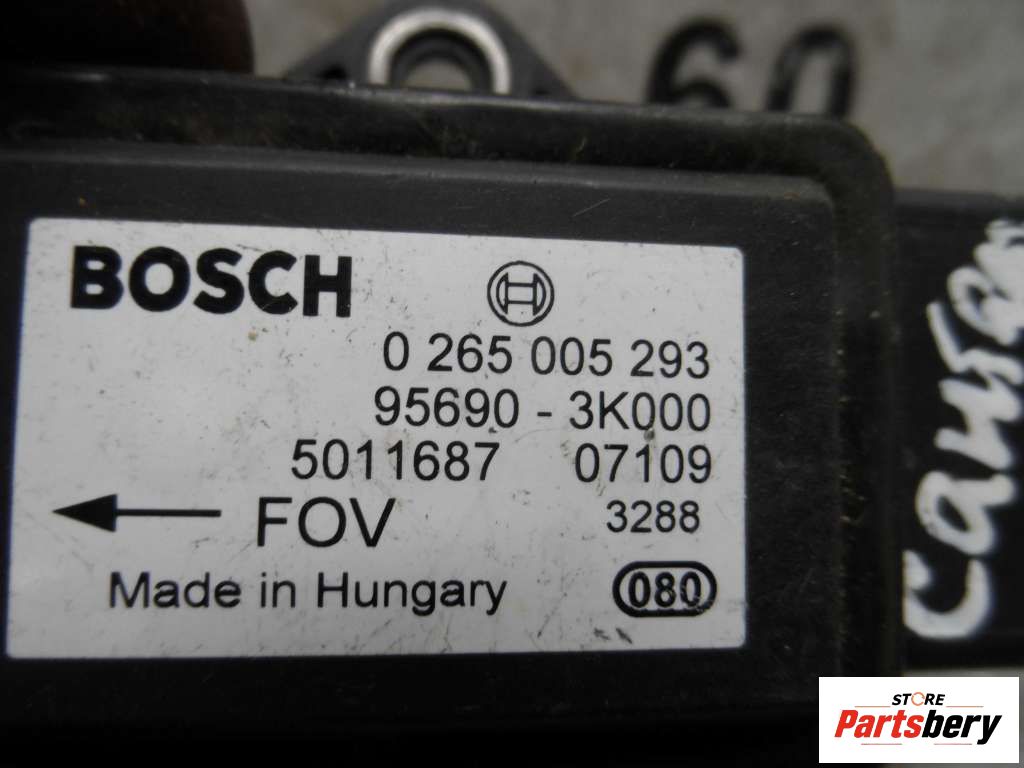 60
BOSCH
0 265 005 293
95690 - 3K000
5011687 07109
FOV 3288
Made in Hungary 080
STORE
Partsbery